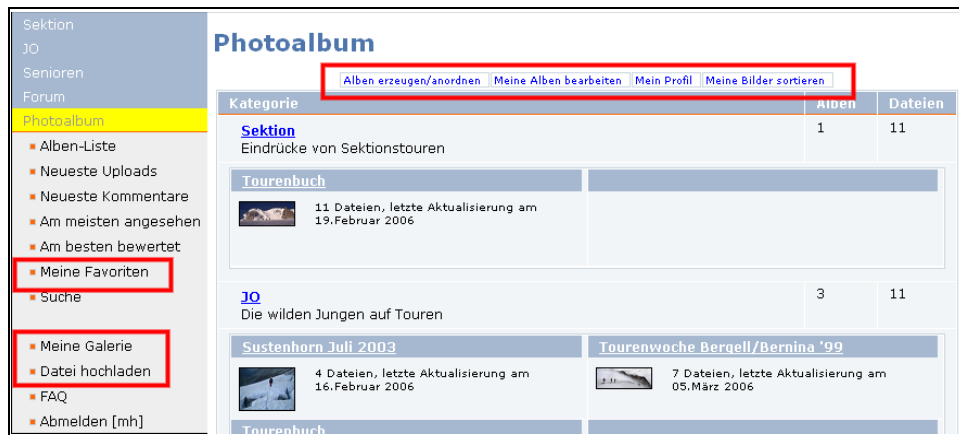 Sektion
JO
Senioren
Forum
Photoalbum
Alben-Liste
Neueste Uploads
Neueste Kommentare
Am meisten angesehen
Am besten bewertet
Meine Favoriten
Suche
Meine Galerie
Datei hochladen
FAQ
Abmelden [mh]
Photoalbum
Alben erzeugen/anordnen Meine Alben bearbeiten Mein Profil Meine Bilder sortieren
Kategorie Alben Dateien
Sektion 1 11
Eindrücke von Sektionstouren
Tourenbuch
11 Dateien, letzte Aktualisierung am
19.Februar 2006
JO 3 11
Die wilden Jungen auf Touren
Sustenhorn Juli 2003
4 Dateien, letzte Aktualisierung am
16.Februar 2006
Tourenwoche Bergell/Bernina '99
7 Dateien, letzte Aktualisierung am
05.März 2006
Tourenbuch